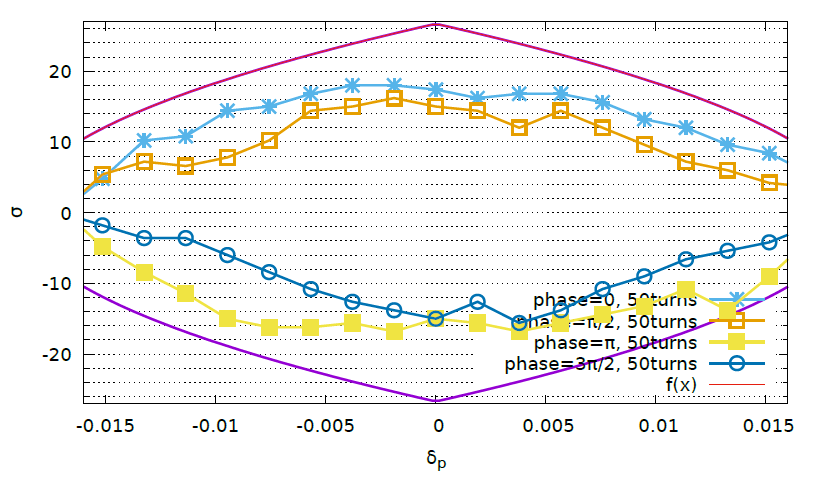 20
10
0
-10
-20
σ
phase=0, 50turns
phase=π/2, 50turns
phase=π, 50turns
phase=3π/2, 50turns
f(x)
-0.015 -0.01 -0.005 0 0.005 0.01 0.015
δp